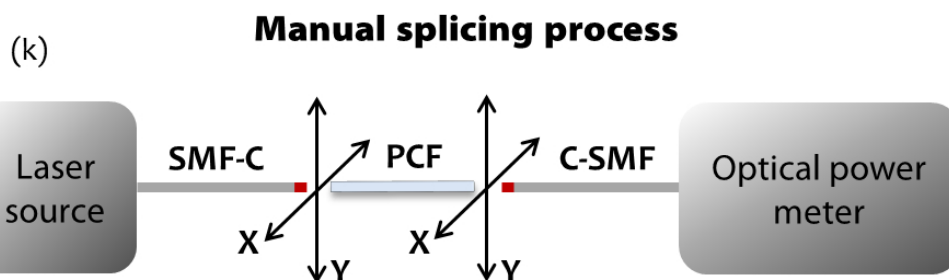 Manual splicing process
(k)
Laser
source
SMF-C
PCF
C-SMF
Optical power
meter
X
Y
X
Y